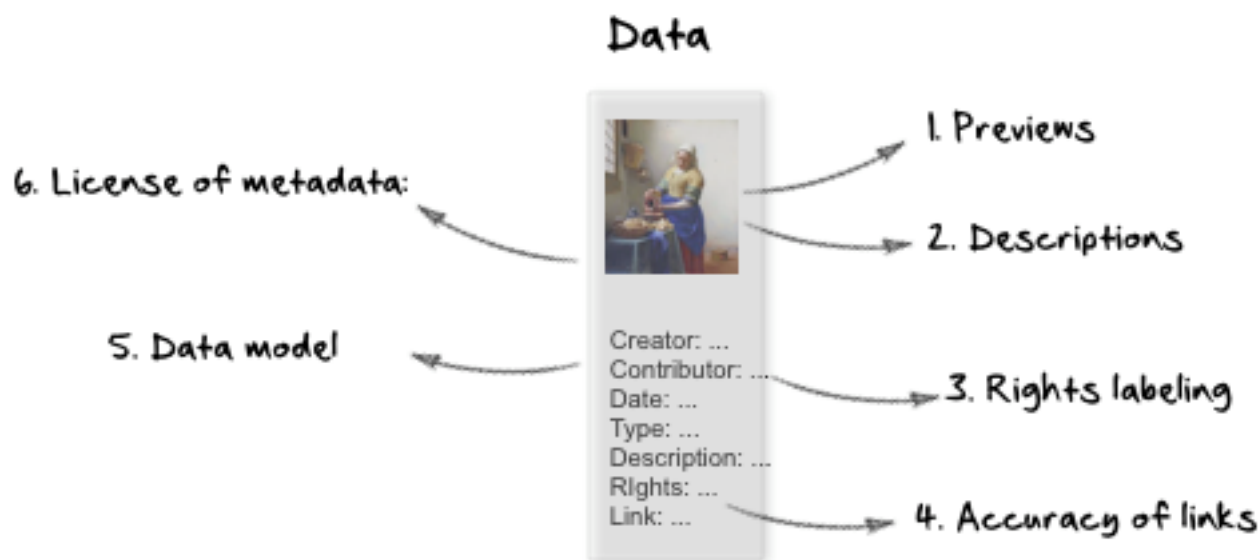 Data
1. Previews
6. License of metadata:
2. Descriptions
5. Data model
Creator: ...
Contributor: ...
Date: ...
Type: ...
Description: ...
RIghts: ...
Link: ...
3. Rights labeling
4. Accuracy of links